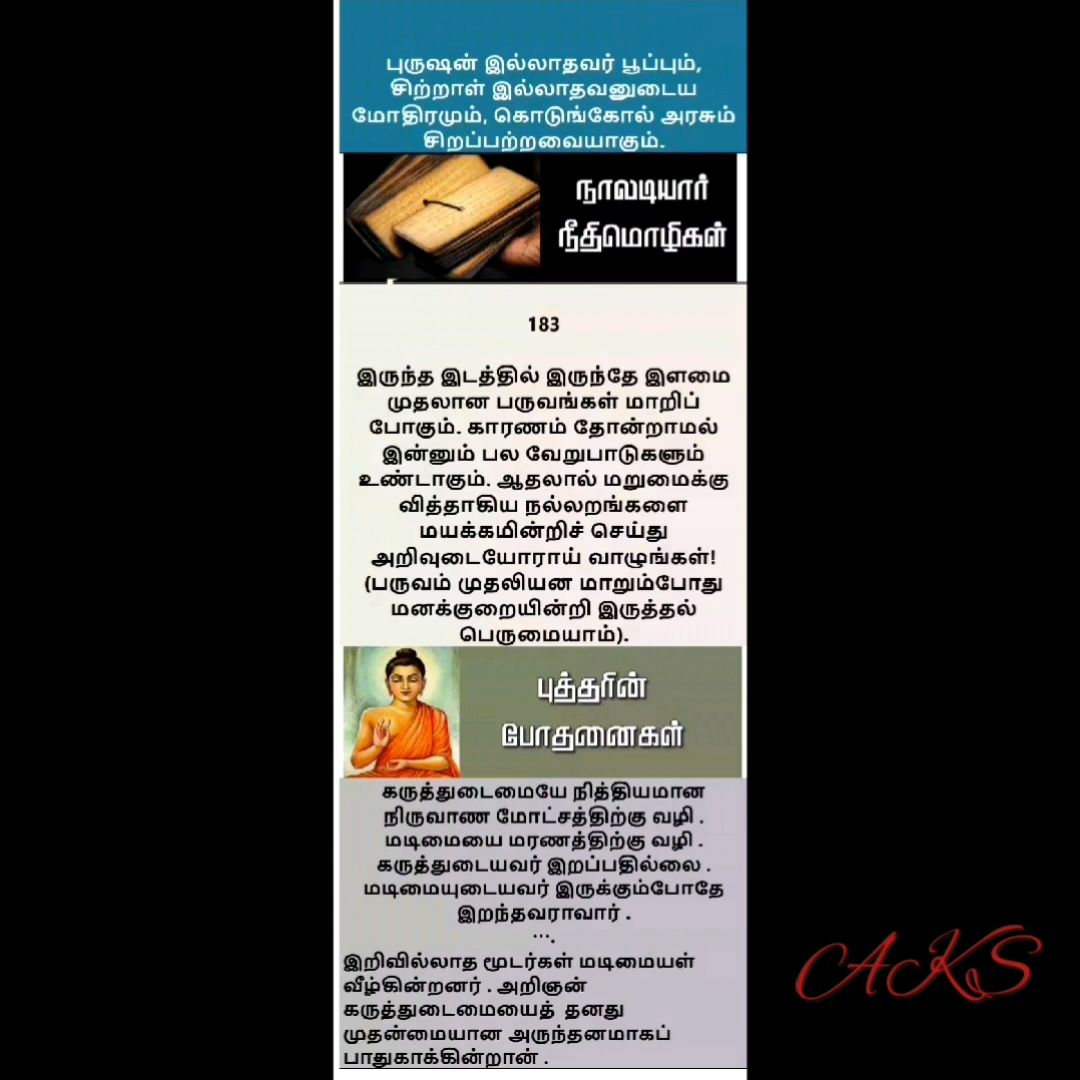 புருஷன் இல்லாதவர் பூப்பும்,
சிற்றாள் இல்லாதவனுடைய
மோதிரமும், கொடுங்கோல் அரசும்
சிறப்பற்றவையாகும்.
நாலடியார்
நீதிமொழிகள்
183
இருந்த இடத்தில் இருந்தே இளமை
முதலான பருவங்கள் மாறிப்
போகும். காரணம் தோன்றாமல்
இன்னும் பல வேறுபாடுகளும்
உண்டாகும். ஆதலால் மறுமைக்கு
வித்தாகிய நல்லறங்களை
மயக்கமின்றிச் செய்து
அறிவுடையோராய் வாழுங்கள்!
(பருவம் முதலியன மாறும்போது
மனக்குறையின்றி இருத்தல்
பெருமையாம்).
புத்தரின்
போதனைகள்
கருத்துடைமையே நித்தியமான
நிருவாண மோட்சத்திற்கு வழி .
மடிமையை மரணத்திற்கு வழி .
கருத்துடையவர் இறப்பதில்லை .
மடிமையுடையவர் இருக்கும்போதே
இறந்தவராவார் .
….
இறிவில்லாத மூடர்கள் மடிமையள்
வீழ்கின்றனர் . அறிஞன்
கருத்துடைமையைத் தனது
முதன்மையான அருந்தனமாகப்
பாதுகாக்கின்றான் .
AKS